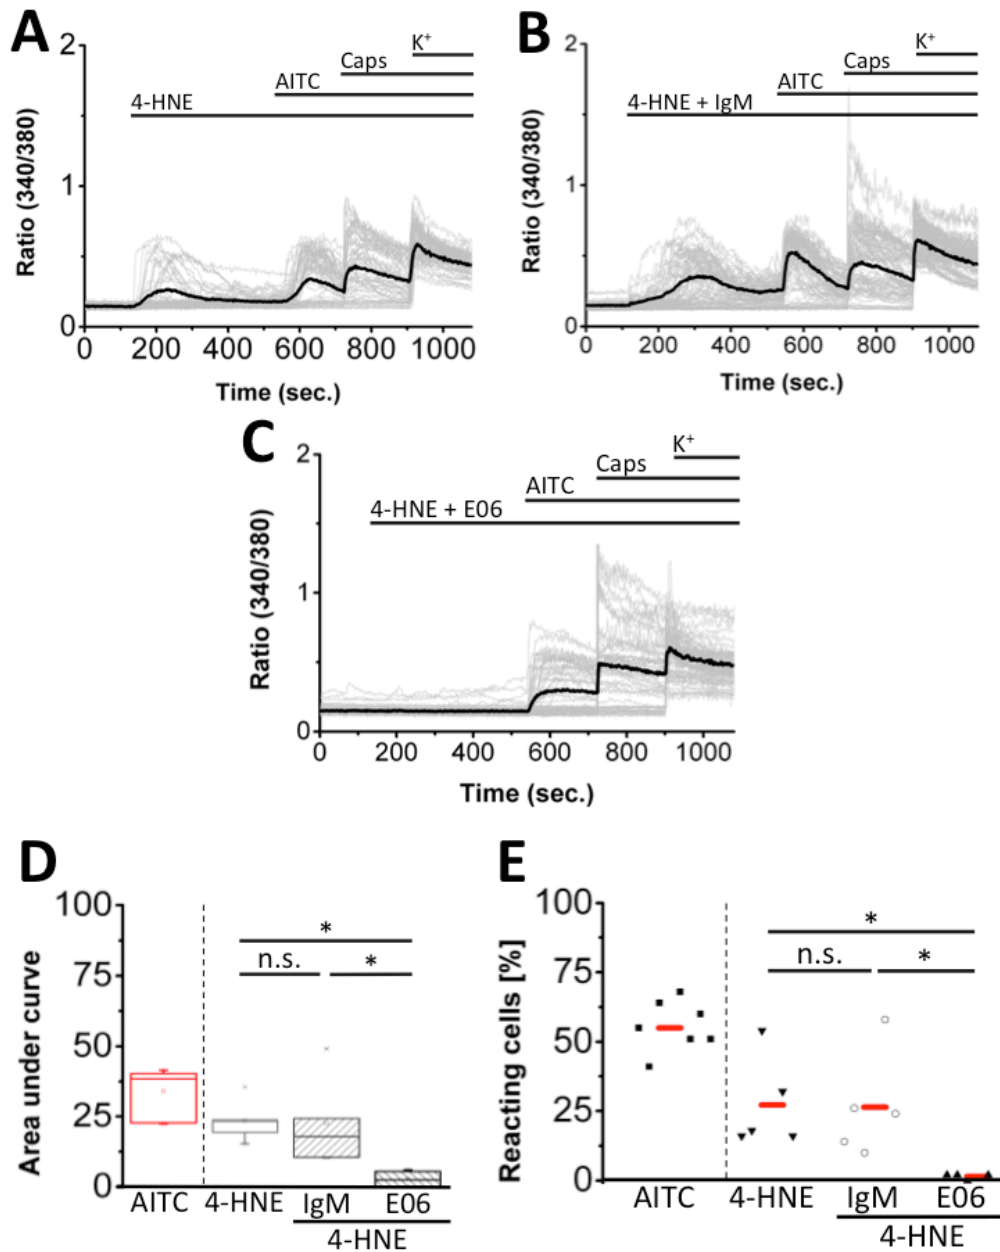 A
2
1
0
Ratio (340/380)
K+
Caps
AITC
4-HNE
0 200 400 600 800 1000
Time (sec.)
B
2
1
0
Ratio (340/380)
K+
Caps
AITC
4-HNE + IgM
0 200 400 600 800 1000
Time (sec.)
C
2
1
0
Ratio (340/380)
K+
Caps
AITC
4-HNE + E06
0 200 400 600 800 1000
Time (sec.)
D
100
75
50
25
0
Area under curve
*
n.s. *
AITC 4-HNE IgM E06
4-HNE
E
100
75
50
25
0
Reacting cells [%]
*
n.s. *
AITC 4-HNE IgM E06
4-HNE